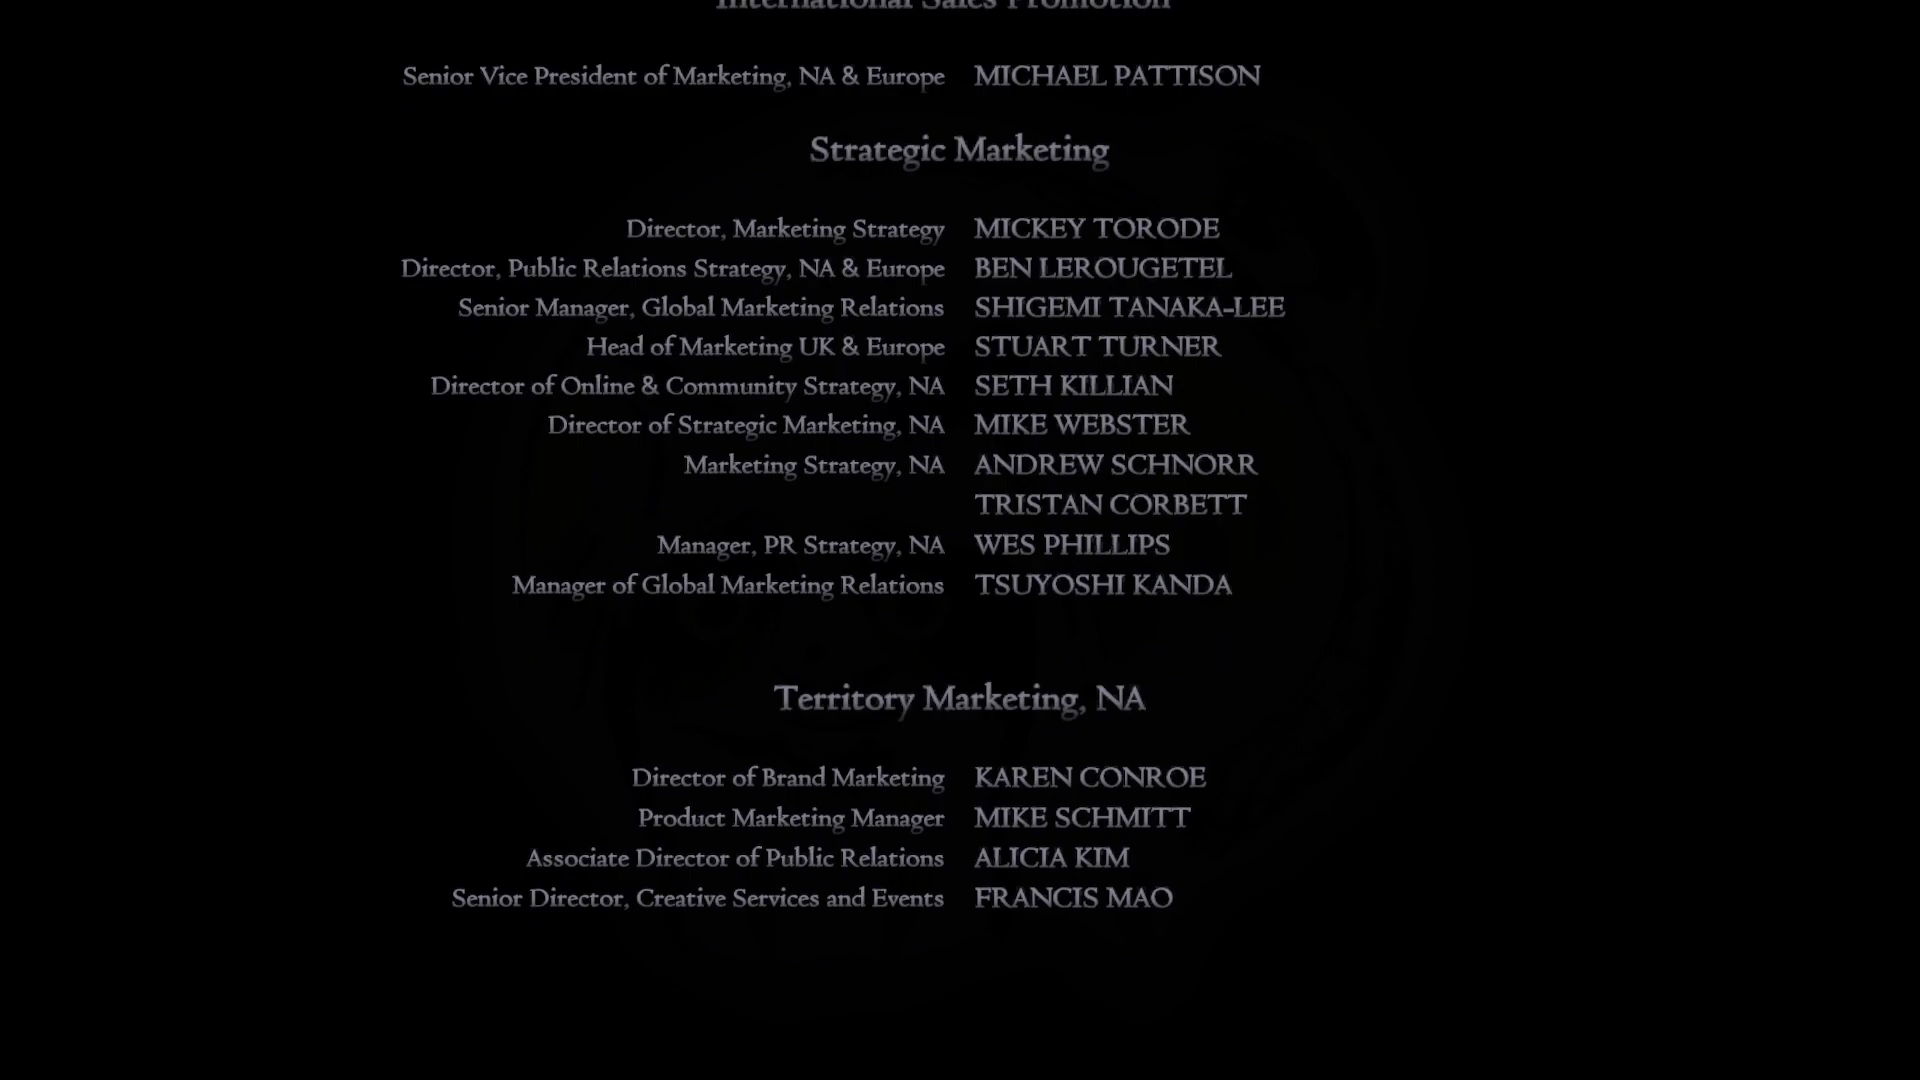 International Sales Promotion
Senior Vice President of Marketing, NA & Europe MICHAEL PATTISON
Strategic Marketing
Director, Marketing Strategy MICKEY TORODE
Director, Public Relations Strategy, NA & Europe BEN LEROUGETEL
Senior Manager, Global Marketing Relations SHIGEMI TANAKA-LEE
Head of Marketing UK & Europe STUART TURNER
Director of Online & Community Strategy, NA SETH KILLIAN
Director of Strategic Marketing, NA MIKE WEBSTER
Marketing Strategy, NA ANDREW SCHNORR
TRISTAN CORBETT
Manager, PR Strategy, NA WES PHILLIPS
Manager of Global Marketing Relations TSUYOSHI KANDA
Territory Marketing, NA
Director of Brand Marketing KAREN CONROE
Product Marketing Manager MIKE SCHMITT
Associate Director of Public Relations ALICIA KIM
Senior Director, Creative Services and Events FRANCIS MAO